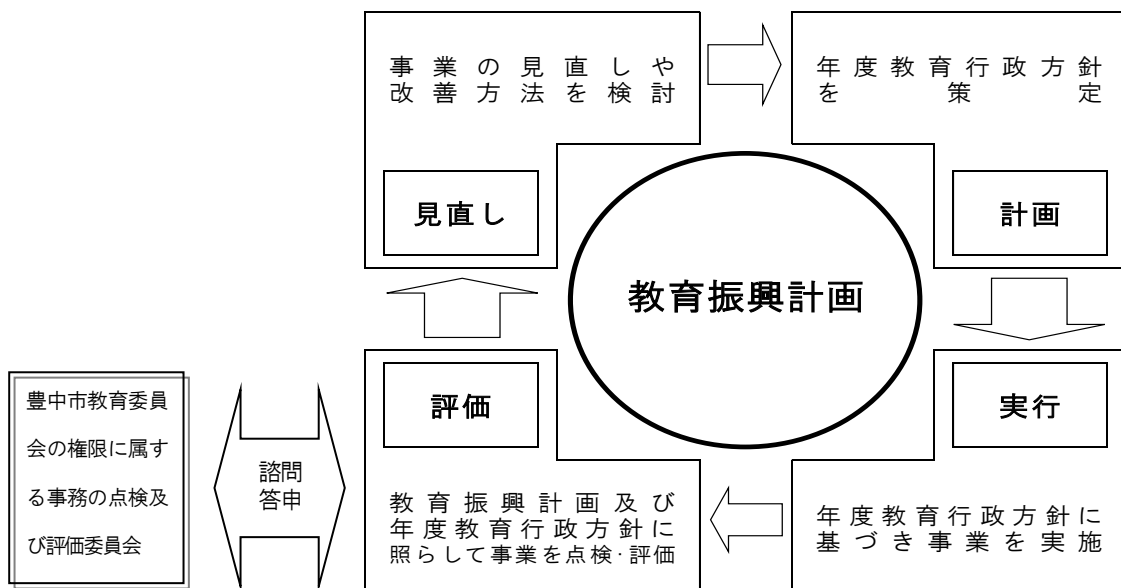 事業の見直しや
改善方法を検討
年度教育行政方針
を策定
見直し
計画
教育振興計画
評価
実行
豊中市教育委員
会の権限に属す
る事務の点検及
び評価委員会
諮問
答申
教育振興計画及び
年度教育行政方針に
照らして事業を点検・評価
年度教育行政方針に
基づき事業を実施